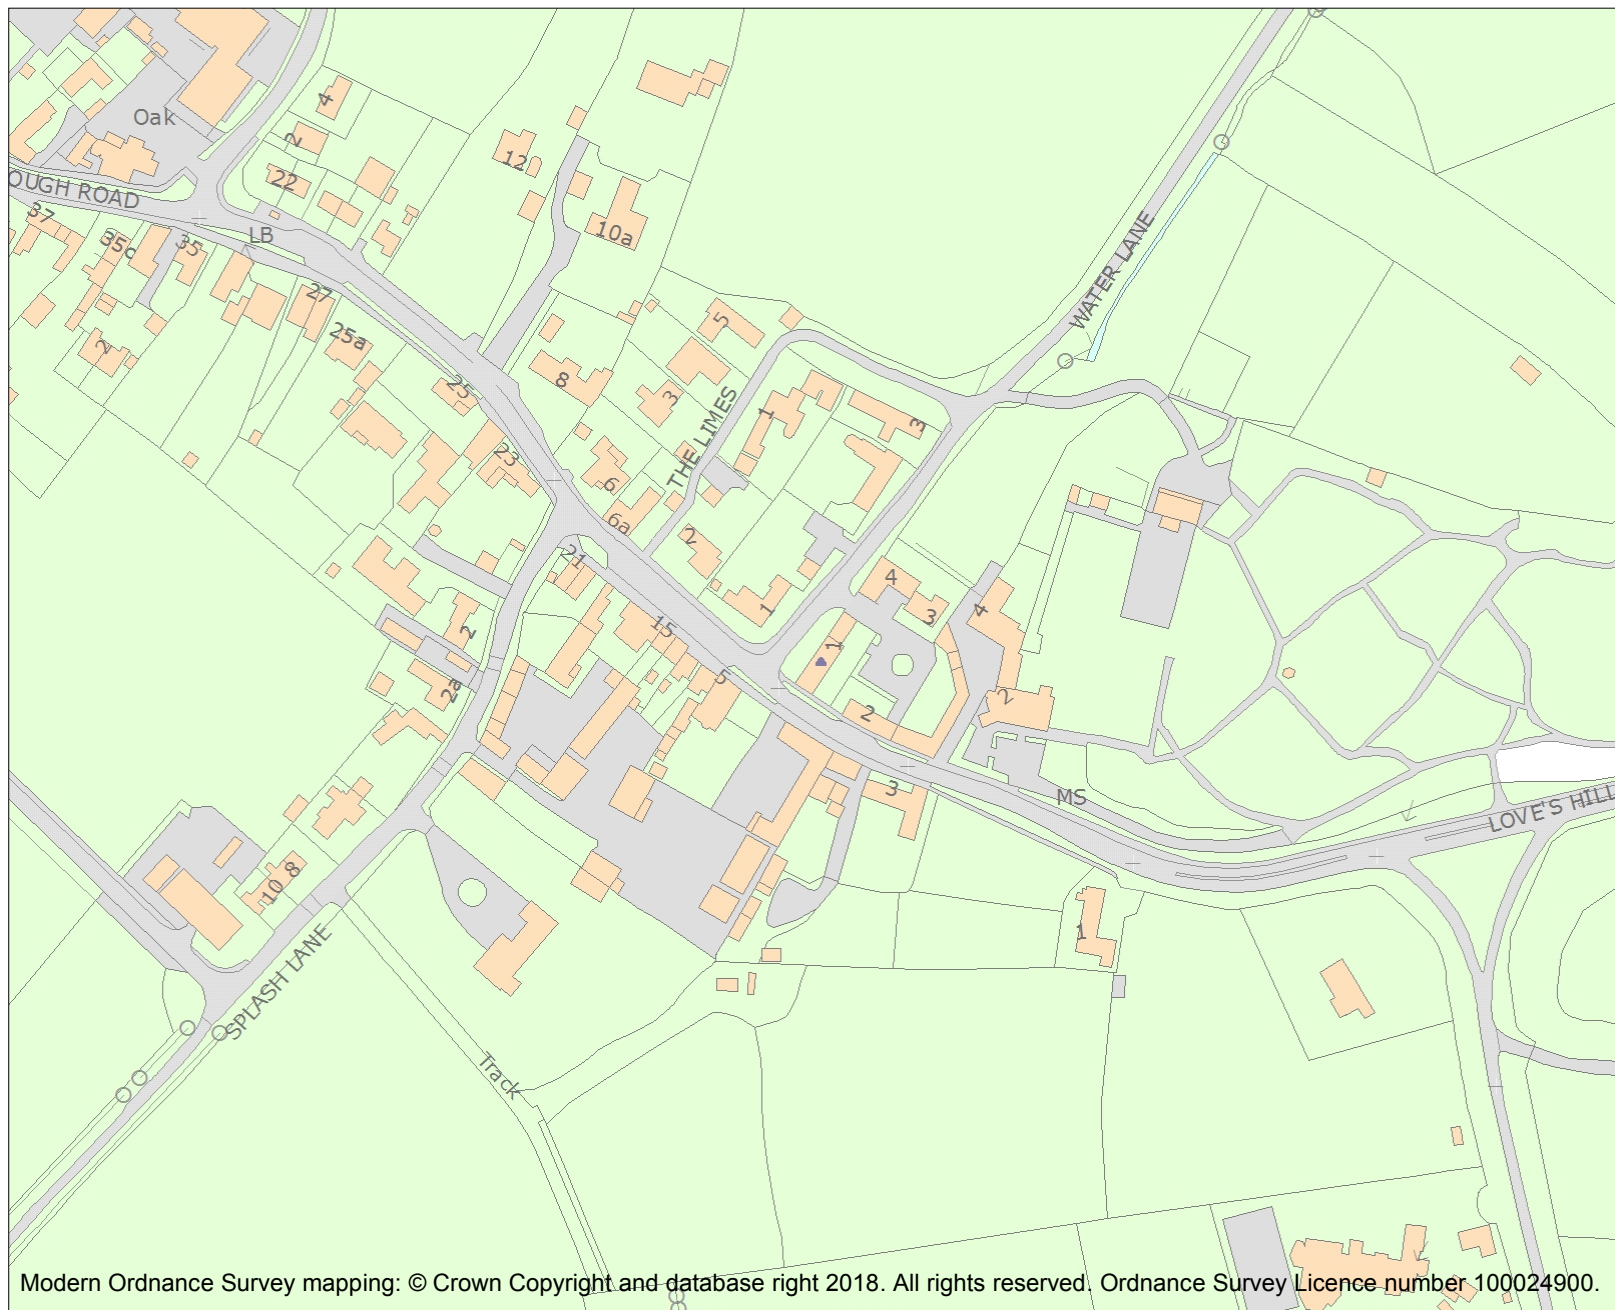 4
Oak
2
12
22
OUGH ROAD
37
35c
35
LB
10a
WATER LANE
27
25a
2
5
8
25
3
THE LIMES
1
3
23
6
6a
2
21
4
1
3
4
15
2
1
5
2a
2
2
3
MS
LOVE'S HILL
10
8
1
SPLASH LANE
Track
Modern Ordnance Survey mapping: © Crown Copyright and database right 2018. All rights reserved. Ordnance Survey Licence number 100024900.